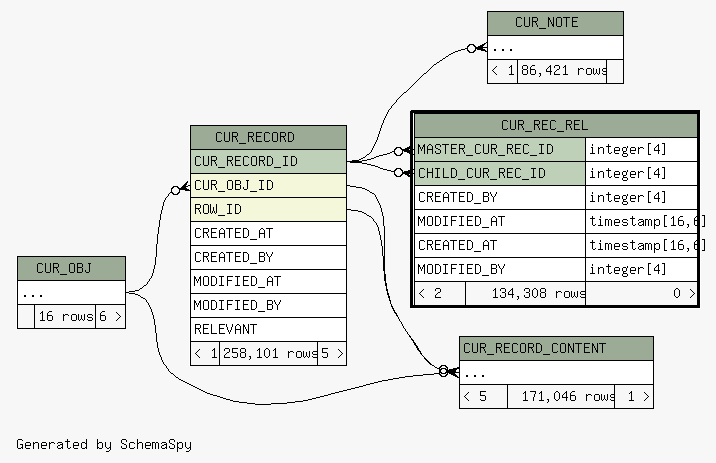 CUR_NOTE
...
< 1 86,421 rows
CUR_RECORD
CUR_RECORD_ID
CUR_OBJ_ID
ROW_ID
CREATED_AT
CREATED_BY
MODIFIED_AT
MODIFIED_BY
RELEVANT
< 1 258,101 rows 5 >
CUR_REC_REL
MASTER_CUR_REC_ID integer[4]
CHILD_CUR_REC_ID integer[4]
CREATED_BY integer[4]
MODIFIED_AT timestamp[16,6]
CREATED_AT timestamp[16,6]
MODIFIED_BY integer[4]
< 2 134,308 rows 0 >
CUR_OBJ
...
16 rows 6 >
CUR_RECORD_CONTENT
...
< 5 171,046 rows 1 >
Generated by SchemaSpy